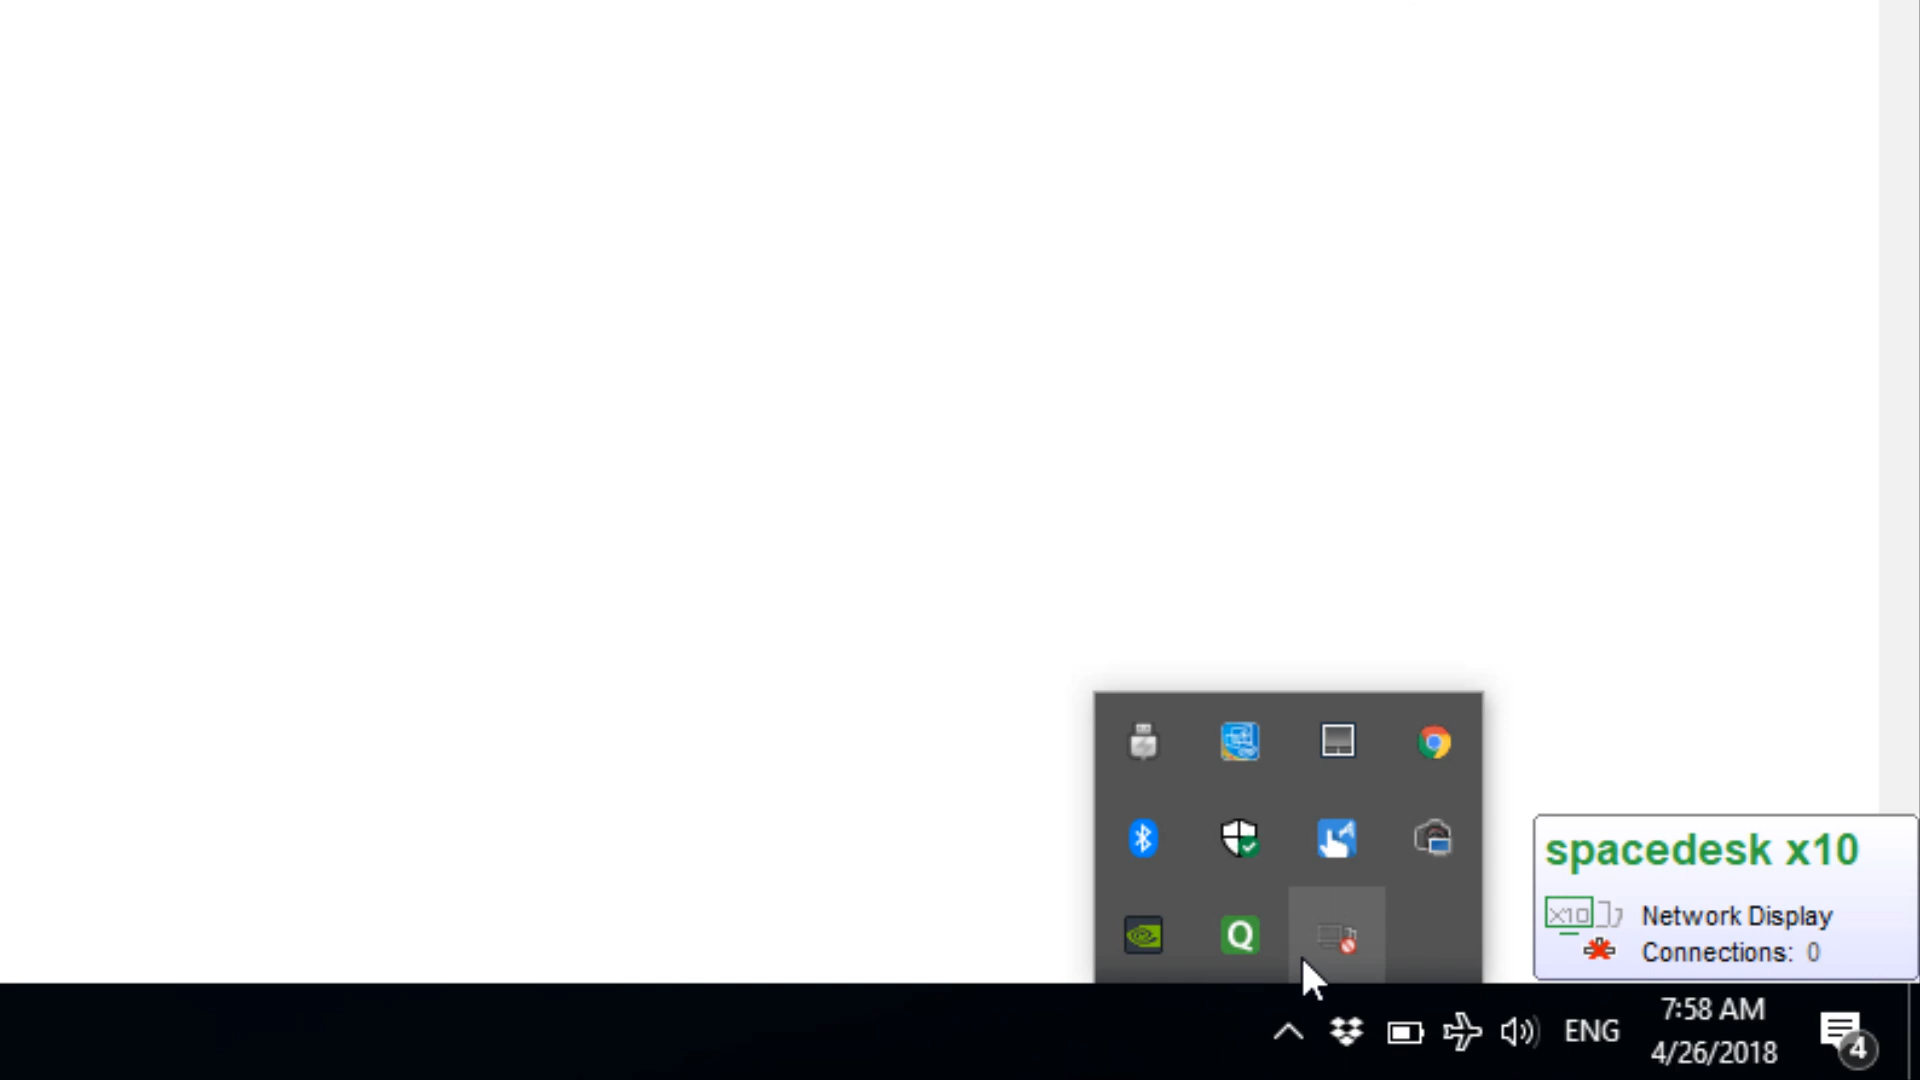 spacedesk x10
X10
Network Display
Connections: 0
Q
ENG
7:58 AM
4/26/2018
4